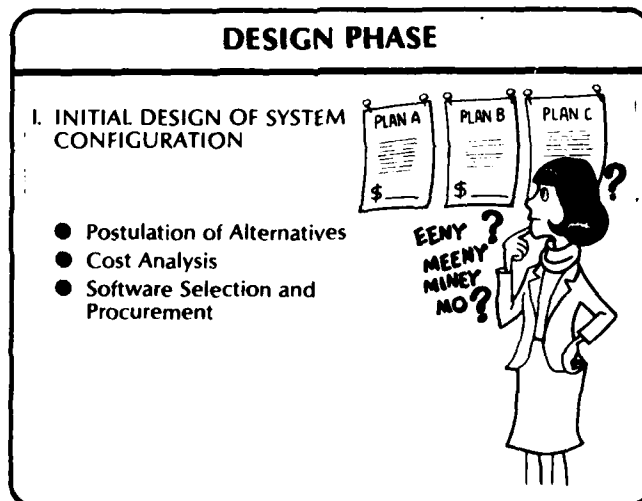 DESIGN PHASE
I. INITIAL DESIGN OF SYSTEM
CONFIGURATION
● Postulation of Alternatives
● Cost Analysis
● Software Selection and
Procurement
PLAN A
$
PLAN B
$
PLAN C
?
EENY ?
MEENY
MINEY
MO ?